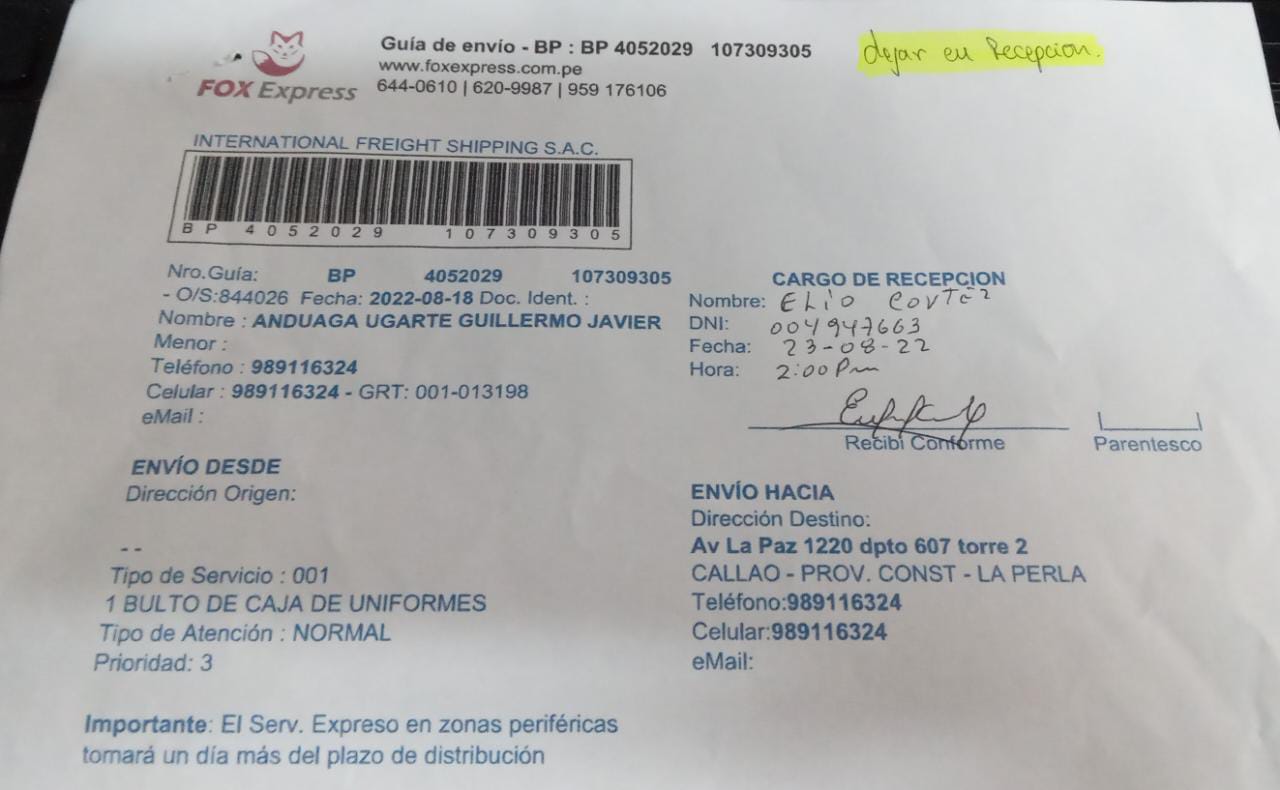 FOX Express
Guía de envío - BP : BP 4052029 107309305
www.foxexpress.com.pe
644-0610 | 620-9987 | 959 176106
dejar en Recepcion.
INTERNATIONAL FREIGHT SHIPPING S.A.C.
BP 4052029 107309305
Nro.Guía: BP 4052029 107309305
- O/S:844026 Fecha: 2022-08-18 Doc. Ident. :
Nombre : ANDUAGA UGARTE GUILLERMO JAVIER
Menor :
Teléfono : 989116324
Celular : 989116324 - GRT: 001-013198
eMail :
CARGO DE RECEPCION
Nombre: ELIO CORTEZ
DNI: 004947663
Fecha: 23-08-22
Hora: 2:00 Pm
Recibi Conforme
Parentesco
ENVÍO DESDE
Dirección Origen:
- -
Tipo de Servicio : 001
1 BULTO DE CAJA DE UNIFORMES
Tipo de Atención : NORMAL
Prioridad: 3
ENVÍO HACIA
Dirección Destino:
Av La Paz 1220 dpto 607 torre 2
CALLAO - PROV. CONST - LA PERLA
Teléfono:989116324
Celular:989116324
eMail:
Importante: El Serv. Expreso en zonas periféricas
tomará un día más del plazo de distribución